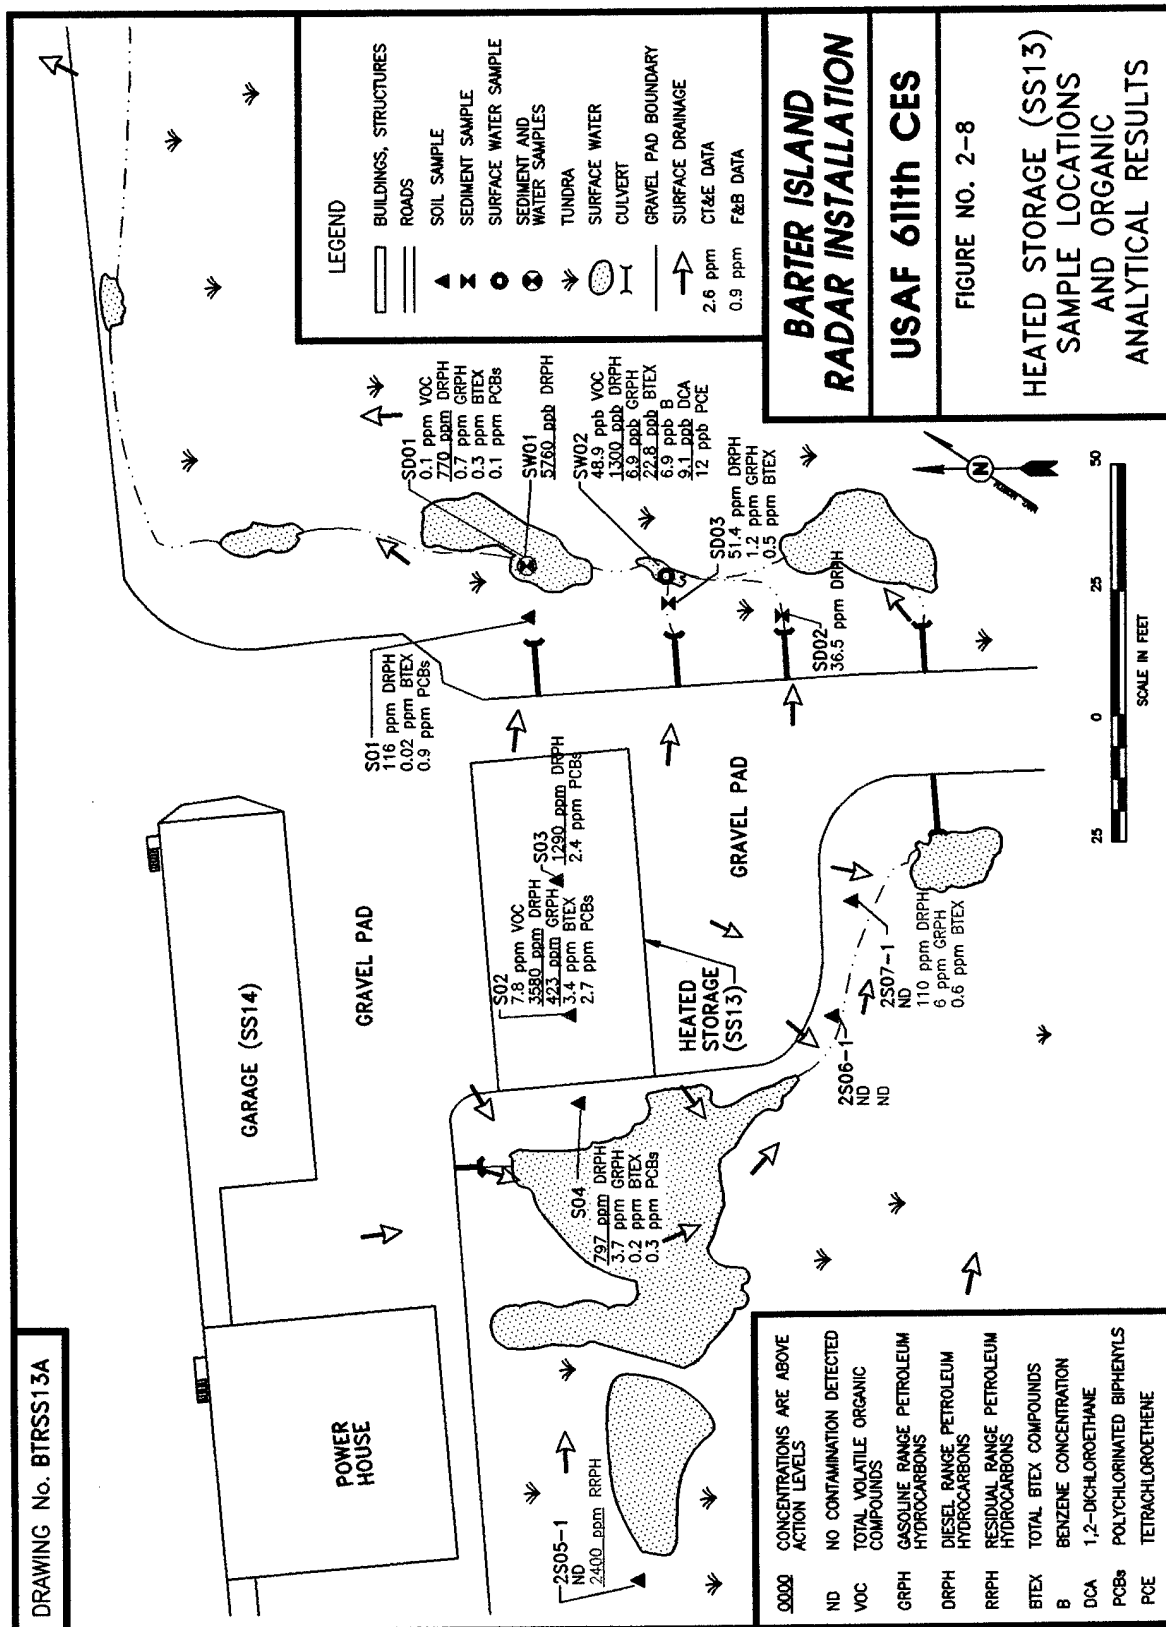 DRAWING No. BTRSS13A
POWER
HOUSE
GARAGE (SS14)
GRAVEL PAD
GRAVEL PAD
HEATED
STORAGE
(SS13)
2S05-1
ND
2400 ppm RRPH
S04
797 ppm DRPH
3.7 ppm GRPH
0.2 ppm BTEX
0.3 ppm PCBs
S02
7.8 ppm VOC
3580 ppm DRPH
423 ppm GRPH
3.4 ppm BTEX
2.7 ppm PCBs
S03
1290 ppm DRPH
2.4 ppm PCBs
S01
116 ppm DRPH
0.02 ppm BTEX
0.9 ppm PCBs
2S06-1
ND
ND
2S07-1
ND
110 ppm DRPH
6 ppm GRPH
0.6 ppm BTEX
SD01
0.1 ppm VOC
770 ppm DRPH
0.7 ppm GRPH
0.3 ppm BTEX
0.1 ppm PCBs
SW01
5760 ppb DRPH
SW02
48.9 ppb VOC
1300 ppb DRPH
6.9 ppb GRPH
22.8 ppb BTEX
6.9 ppb B
9.1 ppb DCA
12 ppb PCE
SD03
51.4 ppm DRPH
1.2 ppm GRPH
0.5 ppm BTEX
SD02
36.5 ppm DRPH
LEGEND
BUILDINGS, STRUCTURES
ROADS
SOIL SAMPLE
SEDIMENT SAMPLE
SURFACE WATER SAMPLE
SEDIMENT AND
WATER SAMPLES
TUNDRA
SURFACE WATER
CULVERT
GRAVEL PAD BOUNDARY
SURFACE DRAINAGE
2.6 ppm CT&E DATA
0.9 ppm F&B DATA
0000 CONCENTRATIONS ARE ABOVE
ACTION LEVELS
ND NO CONTAMINATION DETECTED
VOC TOTAL VOLATILE ORGANIC
COMPOUNDS
GRPH GASOLINE RANGE PETROLEUM
HYDROCARBONS
DRPH DIESEL RANGE PETROLEUM
HYDROCARBONS
RRPH RESIDUAL RANGE PETROLEUM
HYDROCARBONS
BTEX TOTAL BTEX COMPOUNDS
B BENZENE CONCENTRATION
DCA 1,2-DICHLOROETHANE
PCBs POLYCHLORINATED BIPHENYLS
PCE TETRACHLOROETHENE
N
25 0 25 50
SCALE IN FEET
BARTER ISLAND
RADAR INSTALLATION
USAF 611th CES
FIGURE NO. 2-8
HEATED STORAGE (SS13)
SAMPLE LOCATIONS
AND ORGANIC
ANALYTICAL RESULTS